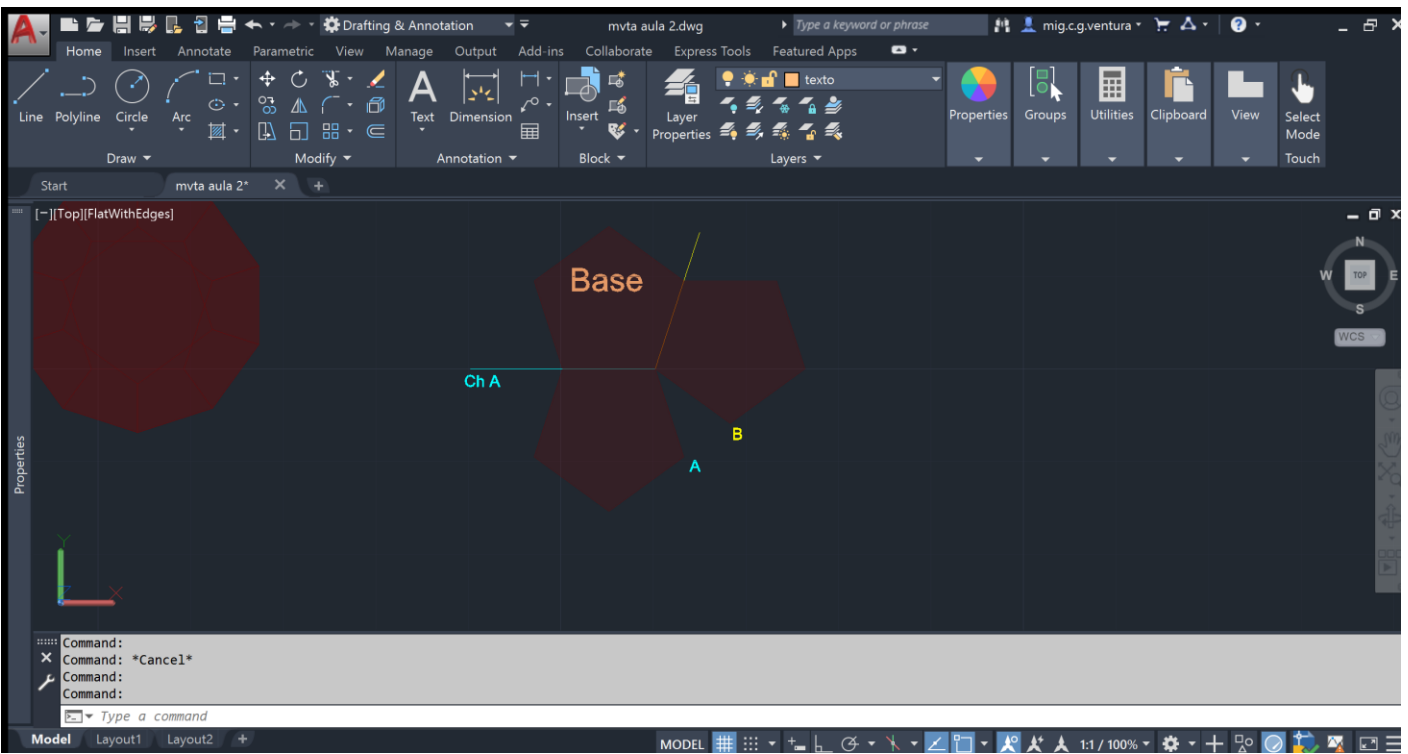 A Drafting & Annotation mvta aula 2.dwg Type a keyword or phrase mig.c.g.ventura ?
Home Insert Annotate Parametric View Manage Output Add-ins Collaborate Express Tools Featured Apps
texto
Line Polyline Circle Arc Text Dimension Insert Layer Properties Properties Groups Utilities Clipboard View Select Mode
Draw Modify Annotation Block Layers Touch
Start mvta aula 2* +
[−][Top][FlatWithEdges]
N
W TOP E
S
WCS
Base
Ch A
B
A
Properties
Y
X
Command:
Command: *Cancel*
Command:
Command:
Type a command
Model Layout1 Layout2 + MODEL 1:1 / 100%